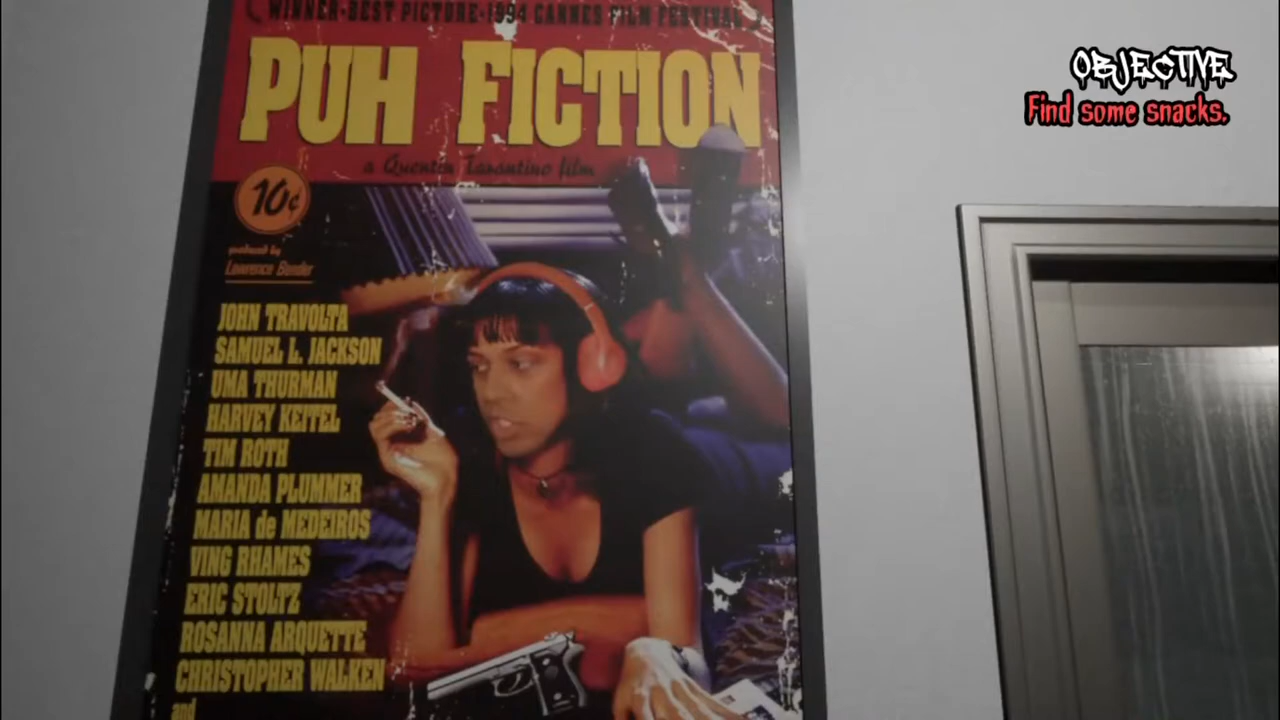 WINNER-BEST PICTURE-1994 CANNES FILM FESTIVAL
PUH FICTION
a Quentin Tarantino film
10¢
produced by
Lawrence Bender
JOHN TRAVOLTA
SAMUEL L. JACKSON
UMA THURMAN
HARVEY KEITEL
TIM ROTH
AMANDA PLUMMER
MARIA de MEDEIROS
VING RHAMES
ERIC STOLTZ
ROSANNA ARQUETTE
CHRISTOPHER WALKEN
and
OBJECTIVE
Find some snacks.